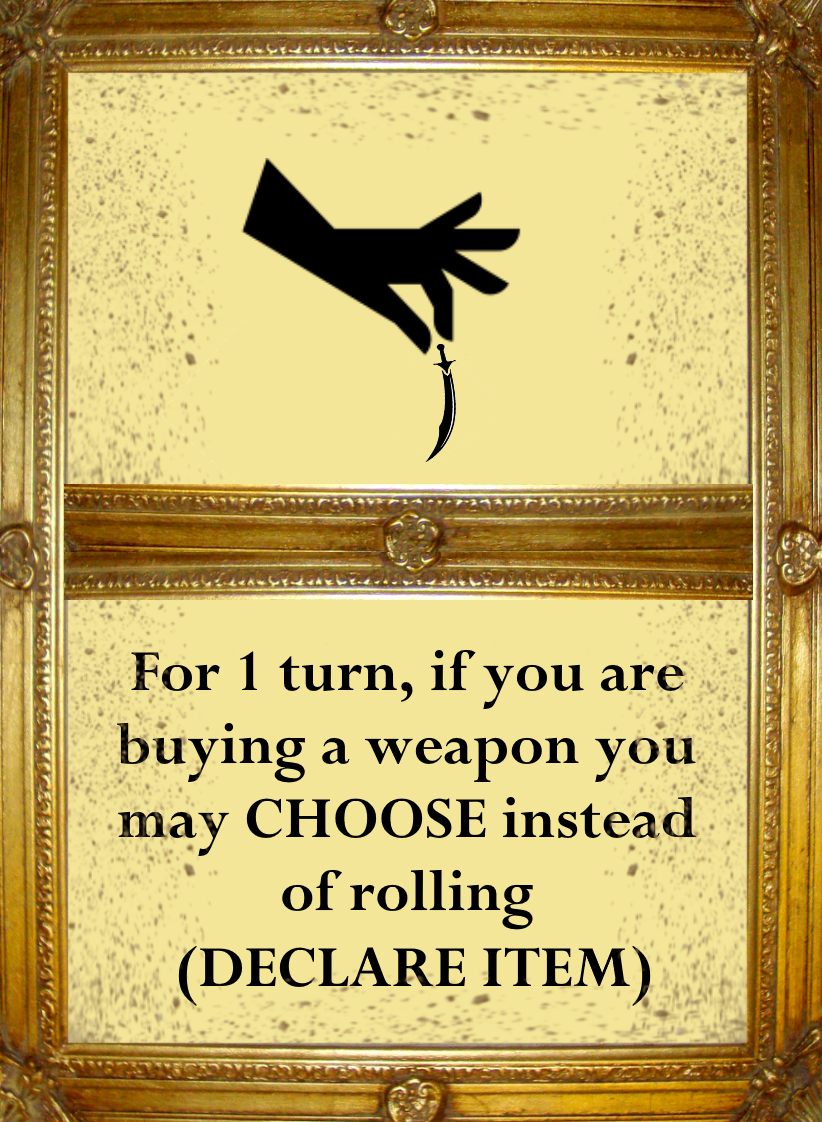 For 1 turn, if you are
buying a weapon you
may CHOOSE instead
of rolling
(DECLARE ITEM)